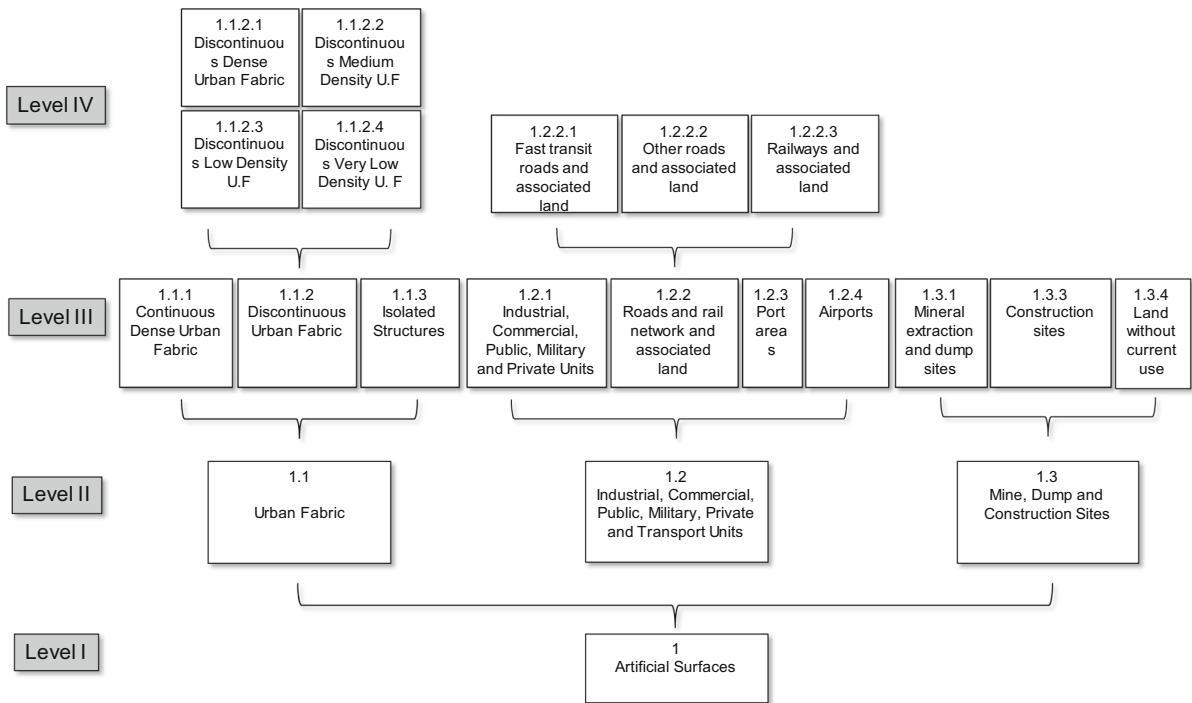 1.1.2.1
Discontinuou
s Dense
Urban Fabric
1.1.2.2
Discontinuou
s Medium
Density U.F
Level IV
1.1.2.3
Discontinuou
s Low Density
U.F
1.1.2.4
Discontinuou
s Very Low
Density U. F
1.2.2.1
Fast transit
roads and
associated
land
1.2.2.2
Other roads
and associated
land
1.2.2.3
Railways and
associated
land
Level III
1.1.1
Continuous
Dense Urban
Fabric
1.1.2
Discontinuous
Urban Fabric
1.1.3
Isolated
Structures
1.2.1
Industrial,
Commercial,
Public, Military
and Private Units
1.2.2
Roads and rail
network and
associated
land
1.2.3
Port
area
s
1.2.4
Airports
1.3.1
Mineral
extraction
and dump
sites
1.3.3
Construction
sites
1.3.4
Land
without
current
use
Level II
1.1
Urban Fabric
1.2
Industrial, Commercial,
Public, Military, Private
and Transport Units
1.3
Mine, Dump and
Construction Sites
Level I
1
Artificial Surfaces